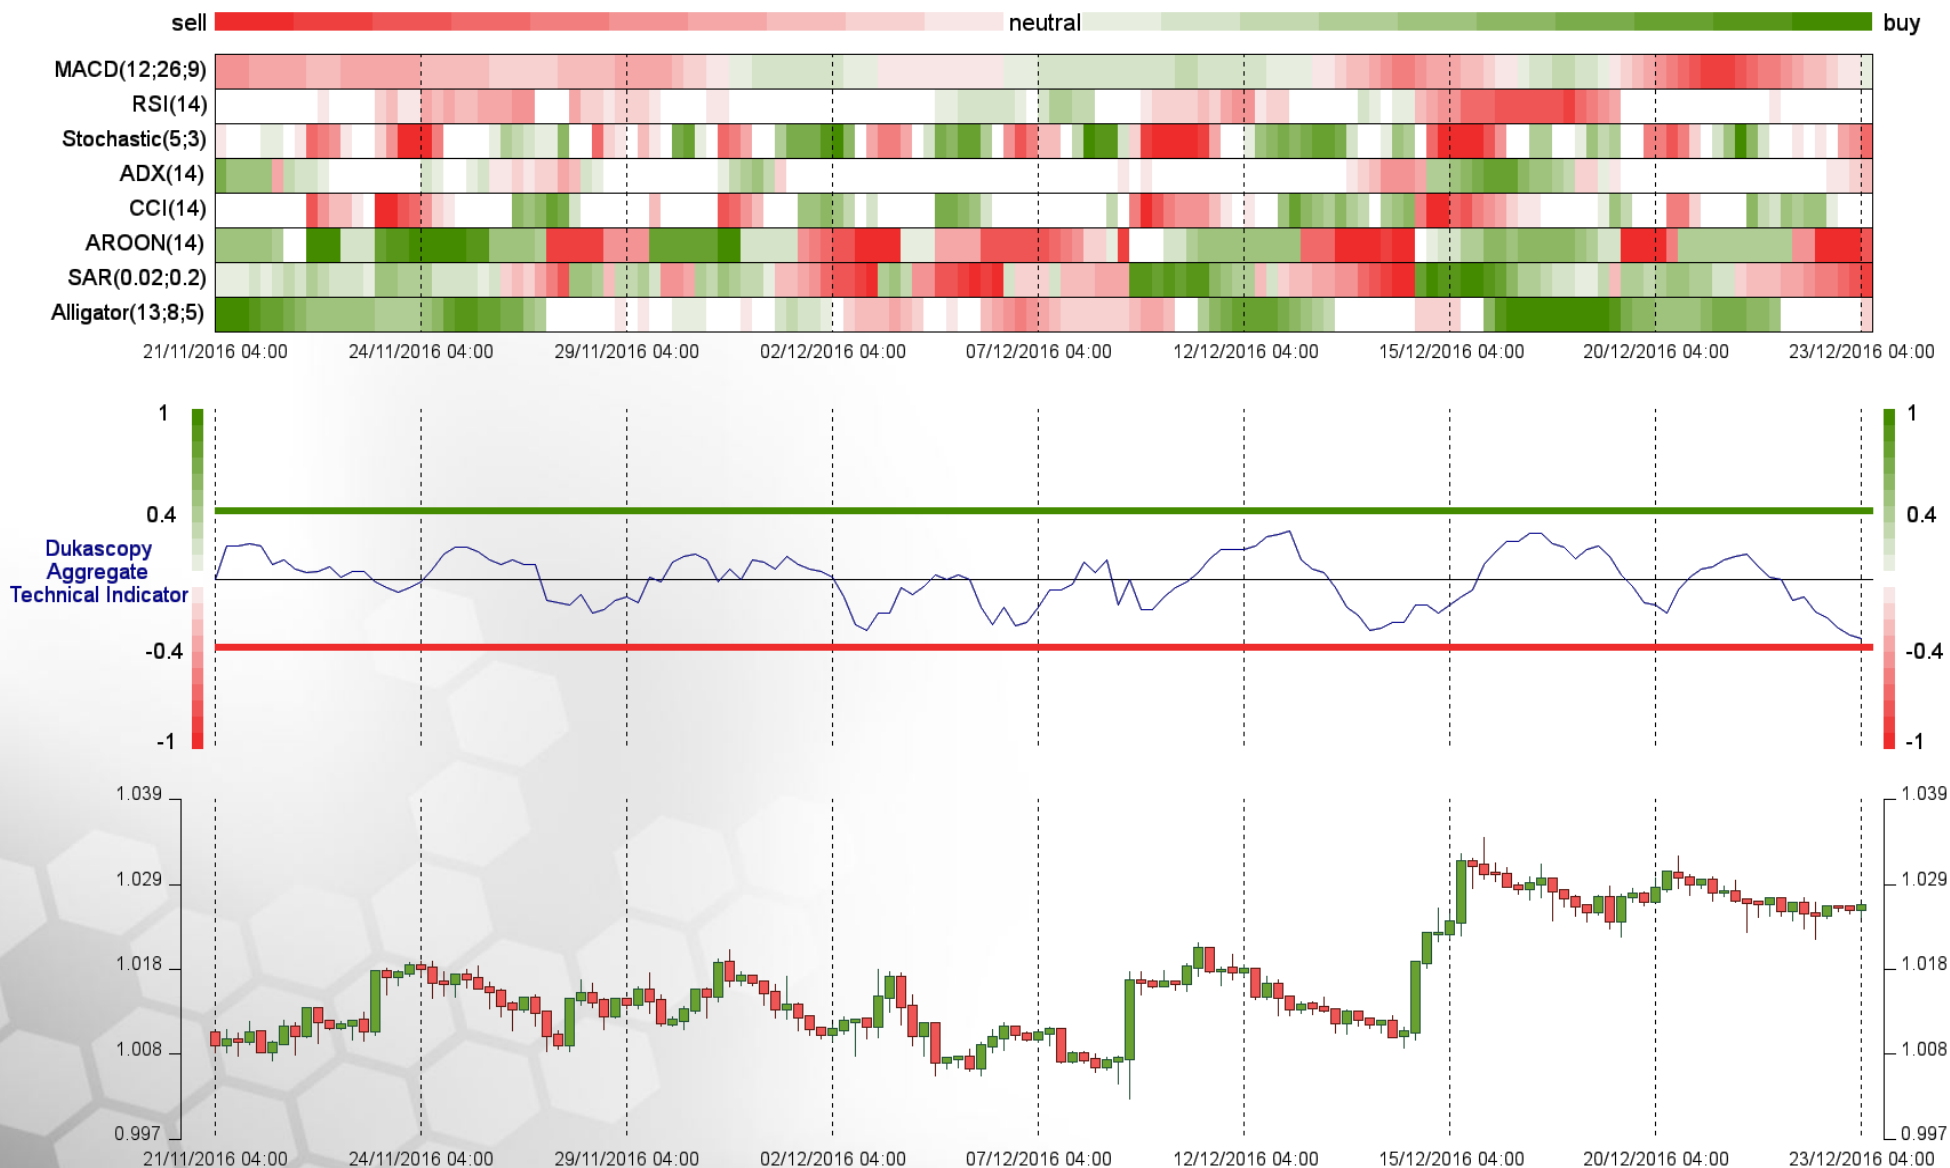 sell neutral buy
MACD(12;26;9)
RSI(14)
Stochastic(5;3)
ADX(14)
CCI(14)
AROON(14)
SAR(0.02;0.2)
Alligator(13;8;5)
21/11/2016 04:00 24/11/2016 04:00 29/11/2016 04:00 02/12/2016 04:00 07/12/2016 04:00 12/12/2016 04:00 15/12/2016 04:00 20/12/2016 04:00 23/12/2016 04:00
1 1
0.4 0.4
Dukascopy
Aggregate
Technical Indicator
-0.4 -0.4
-1 -1
1.039 1.039
1.029 1.029
1.018 1.018
1.008 1.008
0.997 0.997
21/11/2016 04:00 24/11/2016 04:00 29/11/2016 04:00 02/12/2016 04:00 07/12/2016 04:00 12/12/2016 04:00 15/12/2016 04:00 20/12/2016 04:00 23/12/2016 04:00